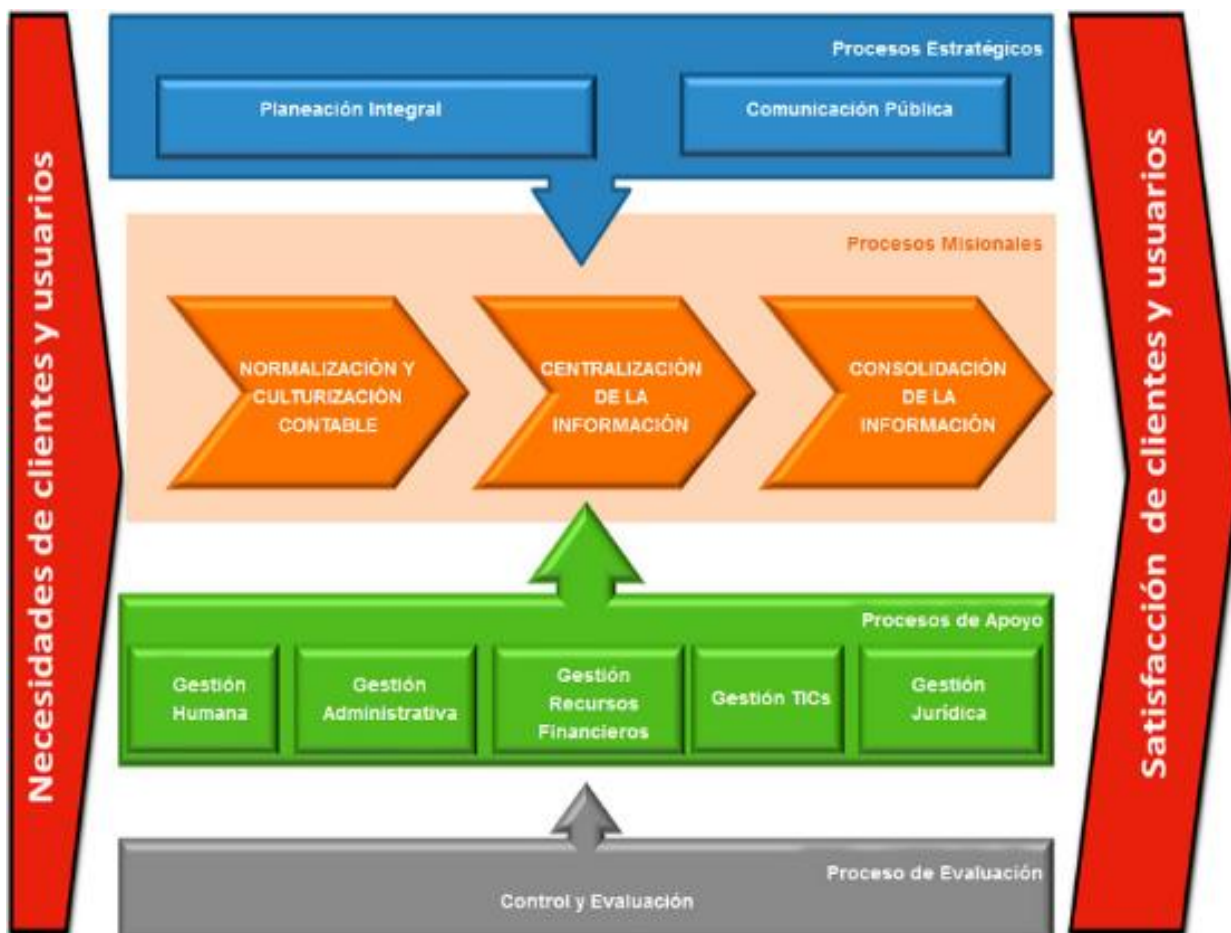 Necesidades de clientes y usuarios
Procesos Estratégicos
Planeación Integral
Comunicación Pública
Procesos Misionales
NORMALIZACIÓN Y
CULTURIZACIÓN
CONTABLE
CENTRALIZACIÓN
DE LA
INFORMACIÓN
CONSOLIDACIÓN
DE LA
INFORMACIÓN
Procesos de Apoyo
Gestión
Humana
Gestión
Administrativa
Gestión
Recursos
Financieros
Gestión TICs
Gestión
Jurídica
Proceso de Evaluación
Control y Evaluación
Satisfacción de clientes y usuarios